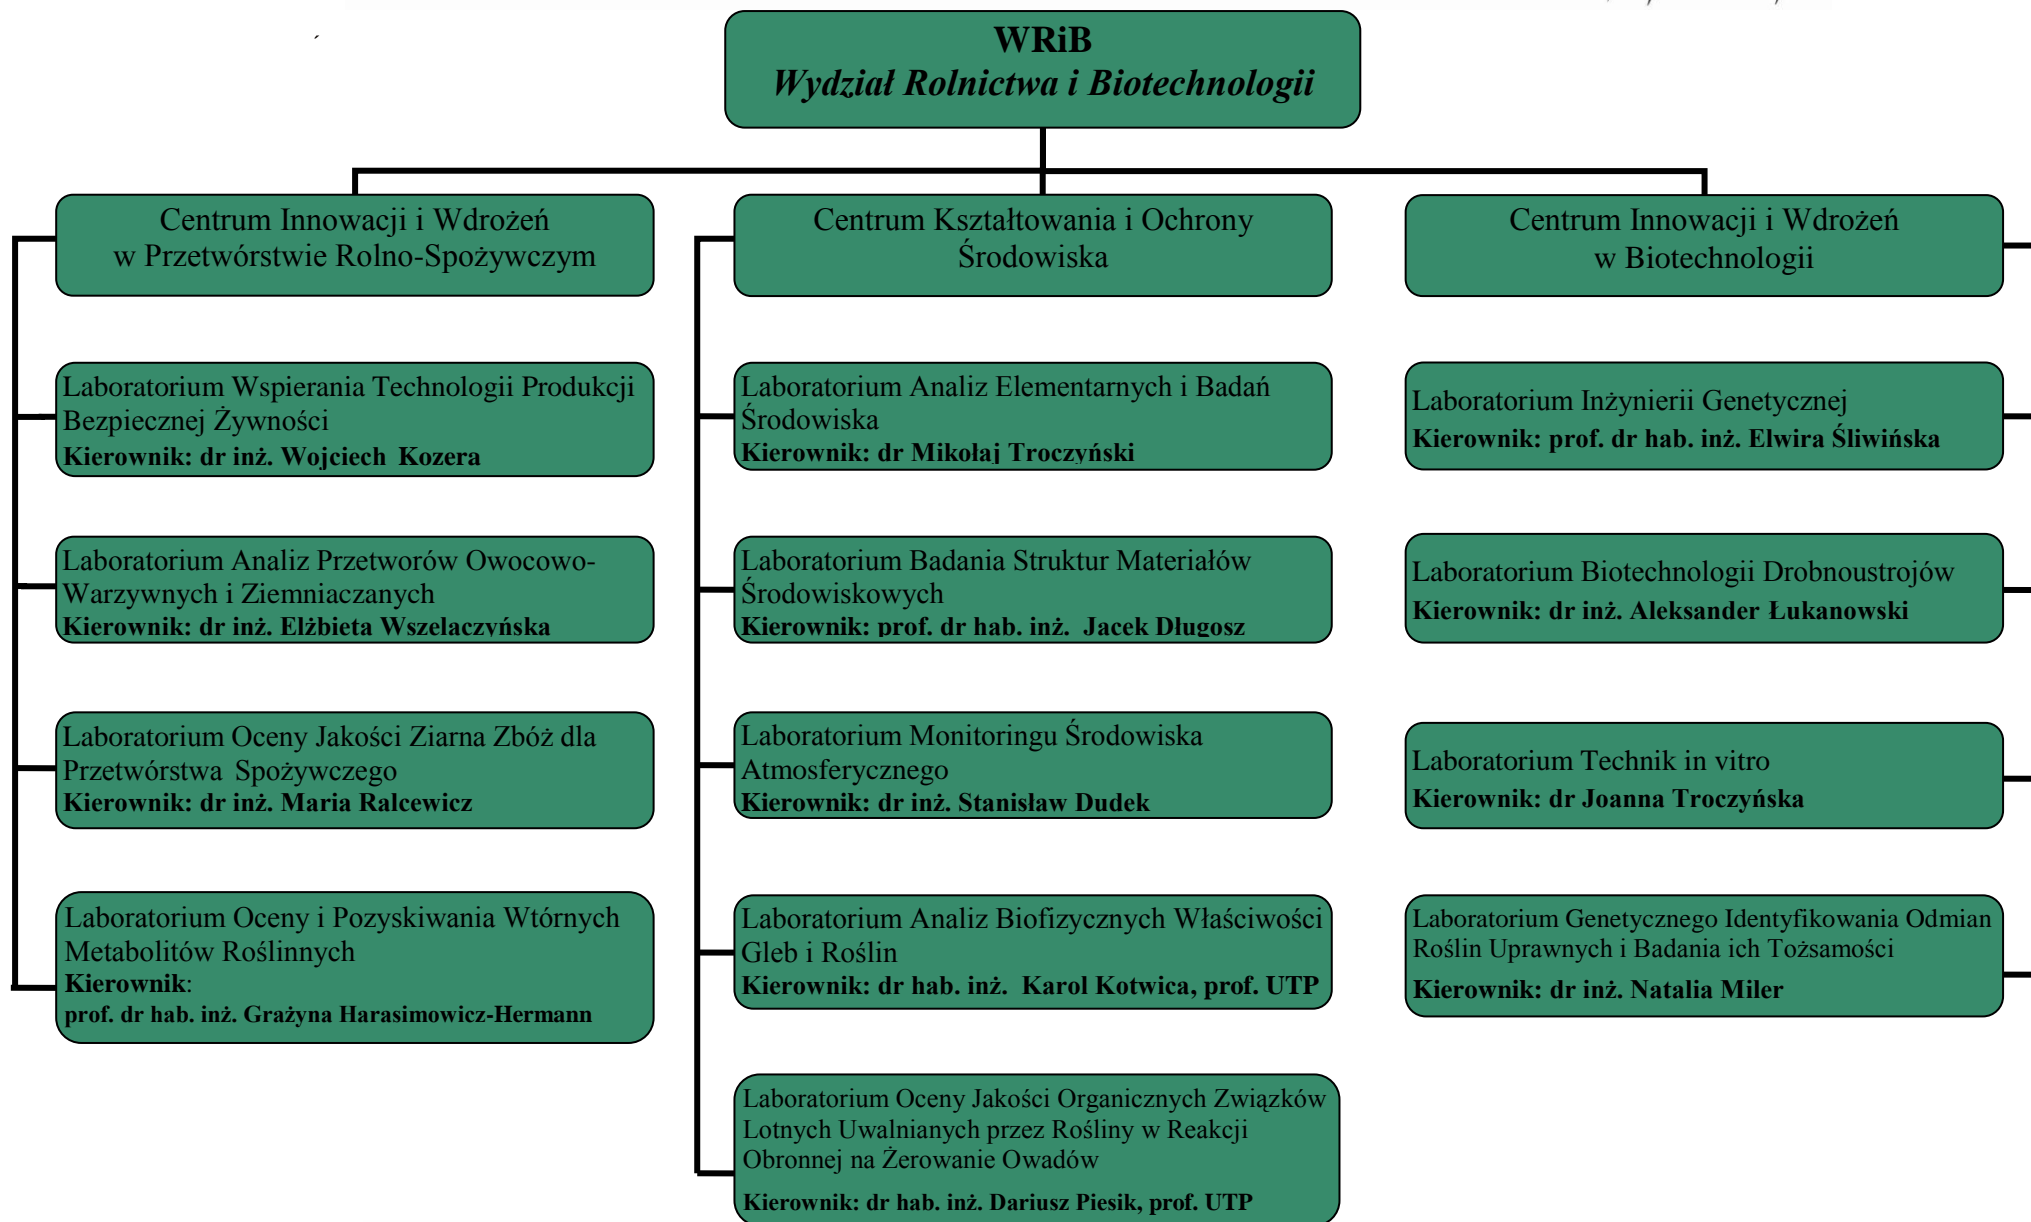 WRiB
Wydział Rolnictwa i Biotechnologii
Centrum Innowacji i Wdrożeń
w Przetwórstwie Rolno-Spożywczym
Laboratorium Wspierania Technologii Produkcji
Bezpiecznej Żywności
Kierownik: dr inż. Wojciech Kozera
Laboratorium Analiz Przetworów Owocowo-
Warzywnych i Ziemniaczanych
Kierownik: dr inż. Elżbieta Wszelaczyńska
Laboratorium Oceny Jakości Ziarna Zbóż dla
Przetwórstwa Spożywczego
Kierownik: dr inż. Maria Ralcewicz
Laboratorium Oceny i Pozyskiwania Wtórnych
Metabolitów Roślinnych
Kierownik:
prof. dr hab. inż. Grażyna Harasimowicz-Hermann
Centrum Kształtowania i Ochrony
Środowiska
Laboratorium Analiz Elementarnych i Badań
Środowiska
Kierownik: dr Mikołaj Troczyński
Laboratorium Badania Struktur Materiałów
Środowiskowych
Kierownik: prof. dr hab. inż. Jacek Długosz
Laboratorium Monitoringu Środowiska
Atmosferycznego
Kierownik: dr inż. Stanisław Dudek
Laboratorium Analiz Biofizycznych Właściwości
Gleb i Roślin
Kierownik: dr hab. inż. Karol Kotwica, prof. UTP
Laboratorium Oceny Jakości Organicznych Związków
Lotnych Uwalnianych przez Rośliny w Reakcji
Obronnej na Żerowanie Owadów
Kierownik: dr hab. inż. Dariusz Piesik, prof. UTP
Centrum Innowacji i Wdrożeń
w Biotechnologii
Laboratorium Inżynierii Genetycznej
Kierownik: prof. dr hab. inż. Elwira Śliwińska
Laboratorium Biotechnologii Drobnoustrojów
Kierownik: dr inż. Aleksander Łukanowski
Laboratorium Technik in vitro
Kierownik: dr Joanna Troczyńska
Laboratorium Genetycznego Identyfikowania Odmian
Roślin Uprawnych i Badania ich Tożsamości
Kierownik: dr inż. Natalia Miler